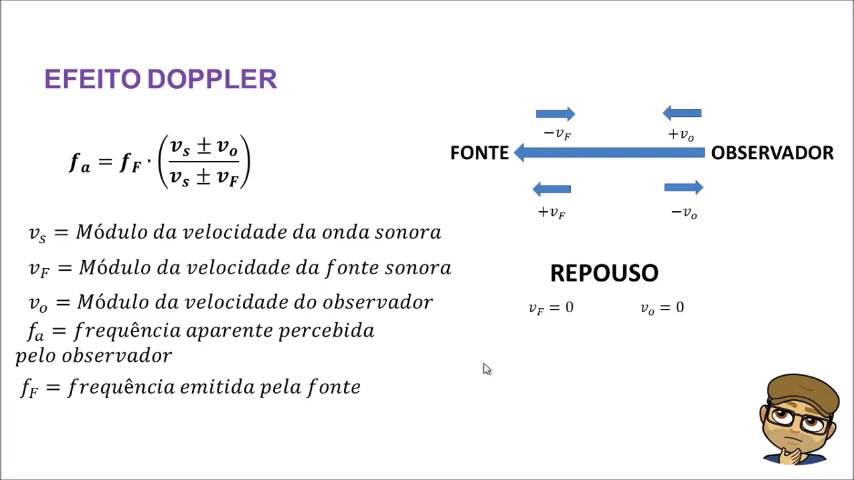 EFEITO DOPPLER
f_a = f_F · (v_s ± v_o / v_s ± v_F)
v_s = Módulo da velocidade da onda sonora
v_F = Módulo da velocidade da fonte sonora
v_o = Módulo da velocidade do observador
f_a = frequência aparente percebida
pelo observador
f_F = frequência emitida pela fonte
−v_F +v_o
FONTE OBSERVADOR
+v_F −v_o
REPOUSO
v_F = 0 v_o = 0